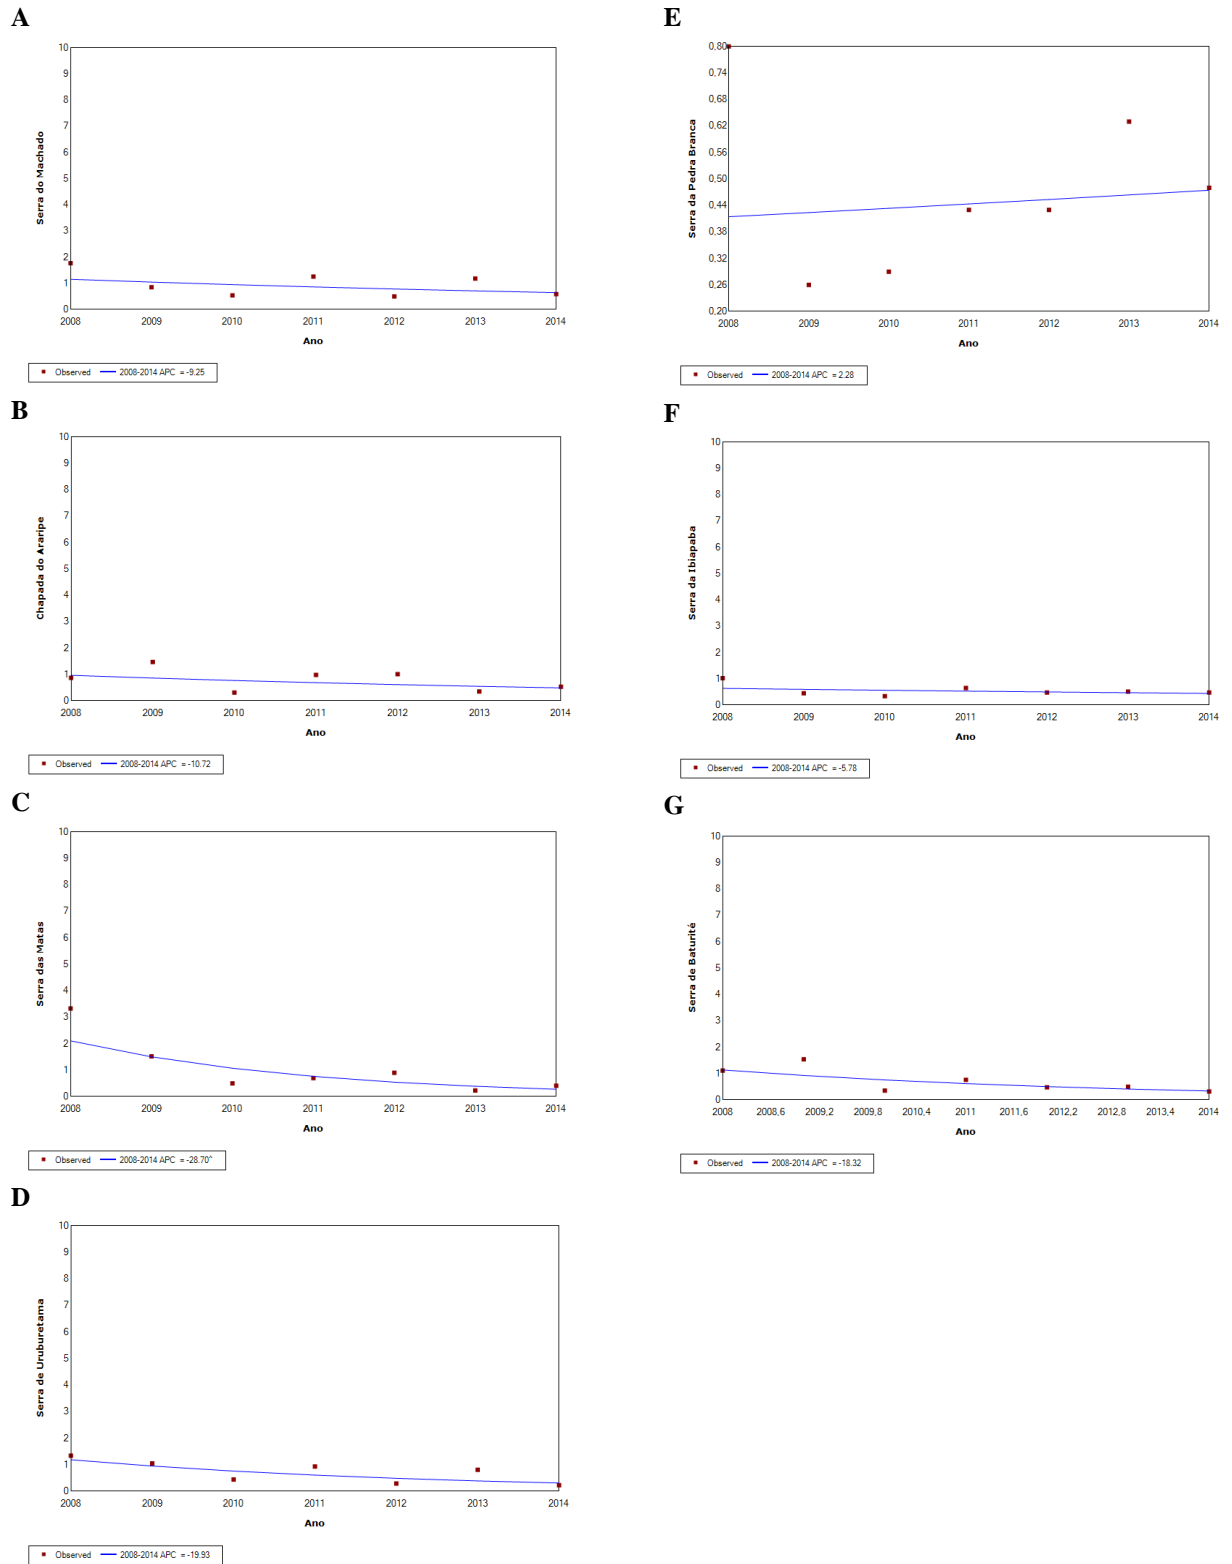 A
Serra do Machado
10
9
8
7
6
5
4
3
2
1
0
2008 2009 2010 2011 2012 2013 2014
Ano
Observed 2008-2014 APC = -9.25
B
Chapada do Araripe
10
9
8
7
6
5
4
3
2
1
0
2008 2009 2010 2011 2012 2013 2014
Ano
Observed 2008-2014 APC = -10.72
C
Serra das Matas
10
9
8
7
6
5
4
3
2
1
0
2008 2009 2010 2011 2012 2013 2014
Ano
Observed 2008-2014 APC = -28.70^
D
Serra de Uruburetama
10
9
8
7
6
5
4
3
2
1
0
2008 2009 2010 2011 2012 2013 2014
Ano
Observed 2008-2014 APC = -19.93
E
Serra da Pedra Branca
0,80
0,74
0,68
0,62
0,56
0,50
0,44
0,38
0,32
0,26
0,20
2008 2009 2010 2011 2012 2013 2014
Ano
Observed 2008-2014 APC = 2.28
F
Serra da Ibiapaba
10
9
8
7
6
5
4
3
2
1
0
2008 2009 2010 2011 2012 2013 2014
Ano
Observed 2008-2014 APC = -5.78
G
Serra de Baturité
10
9
8
7
6
5
4
3
2
1
0
2008 2008,6 2009,2 2009,8 2010,4 2011 2011,6 2012,2 2012,8 2013,4 2014
Ano
Observed 2008-2014 APC = -18.32